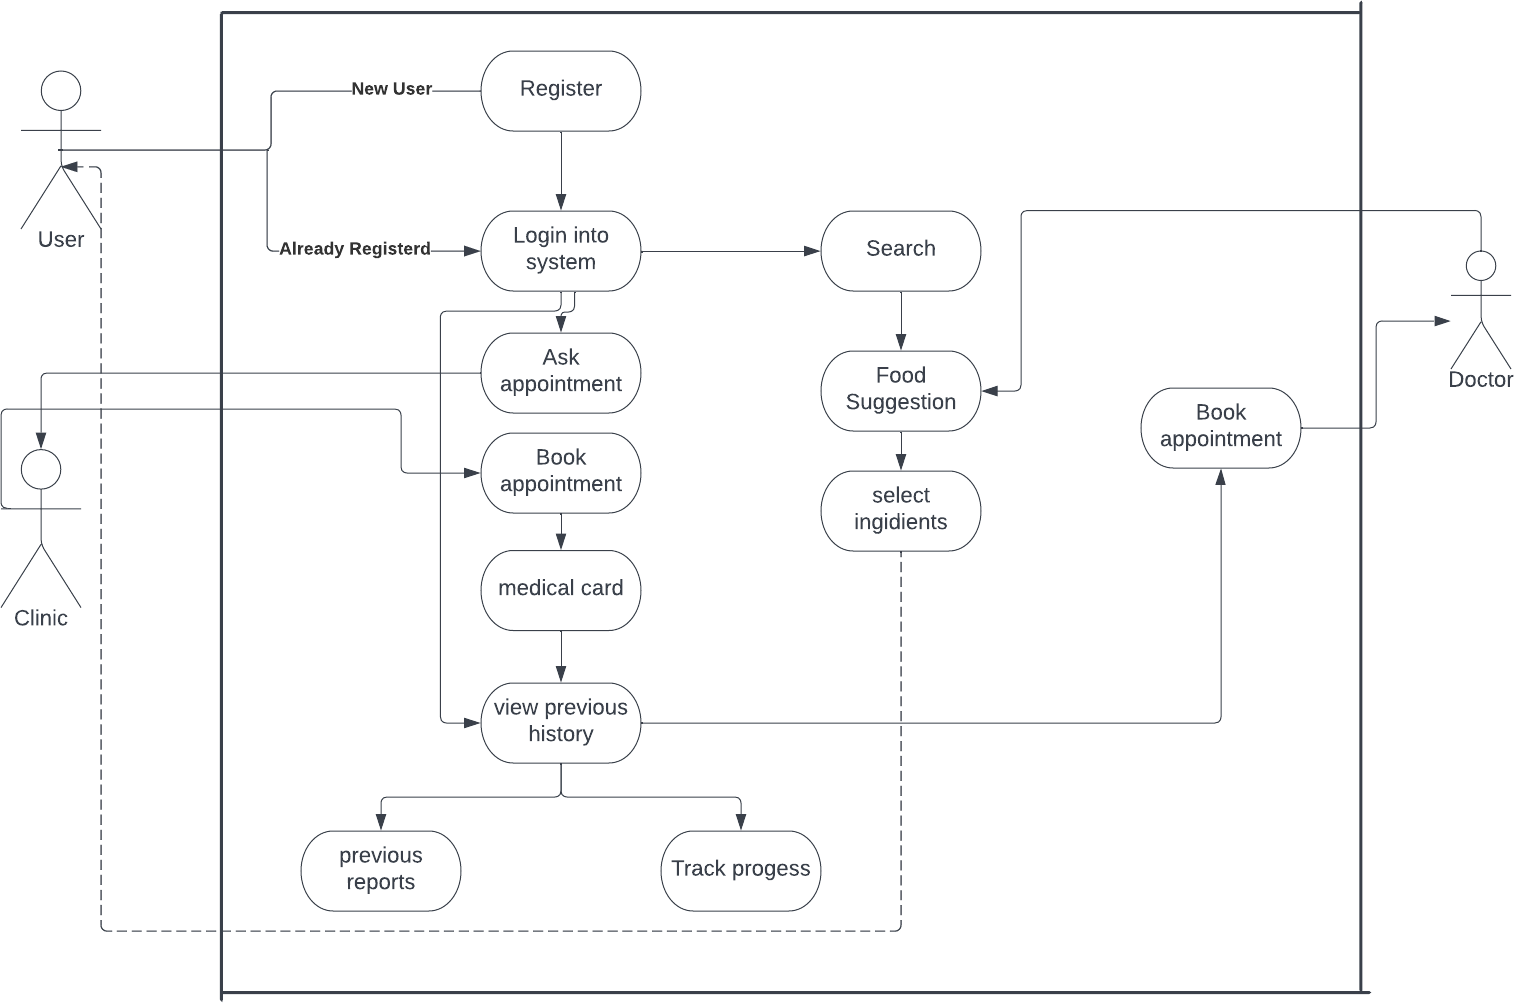 New User
Register
User
Already Registerd
Login into
system
Search
Ask
appointment
Food
Suggestion
Doctor
Book
appointment
Book
appointment
select
ingidients
Clinic
medical card
view previous
history
previous
reports
Track progess